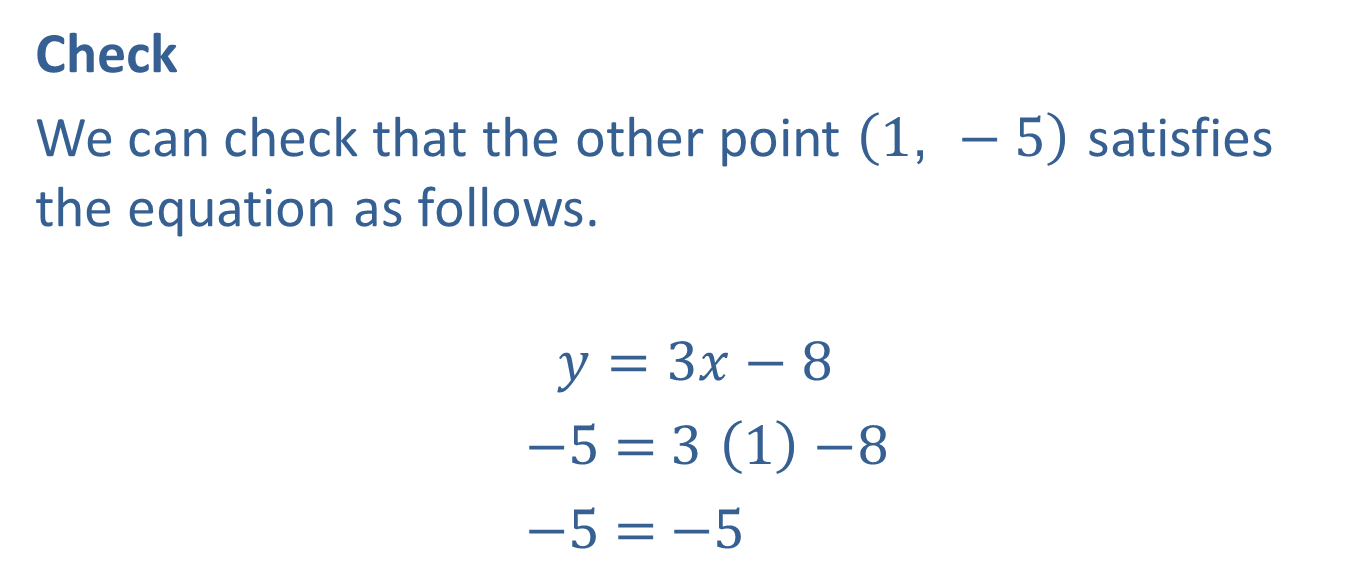 Check
We can check that the other point (1, − 5) satisfies
the equation as follows.
y = 3x − 8
−5 = 3 (1) −8
−5 = −5